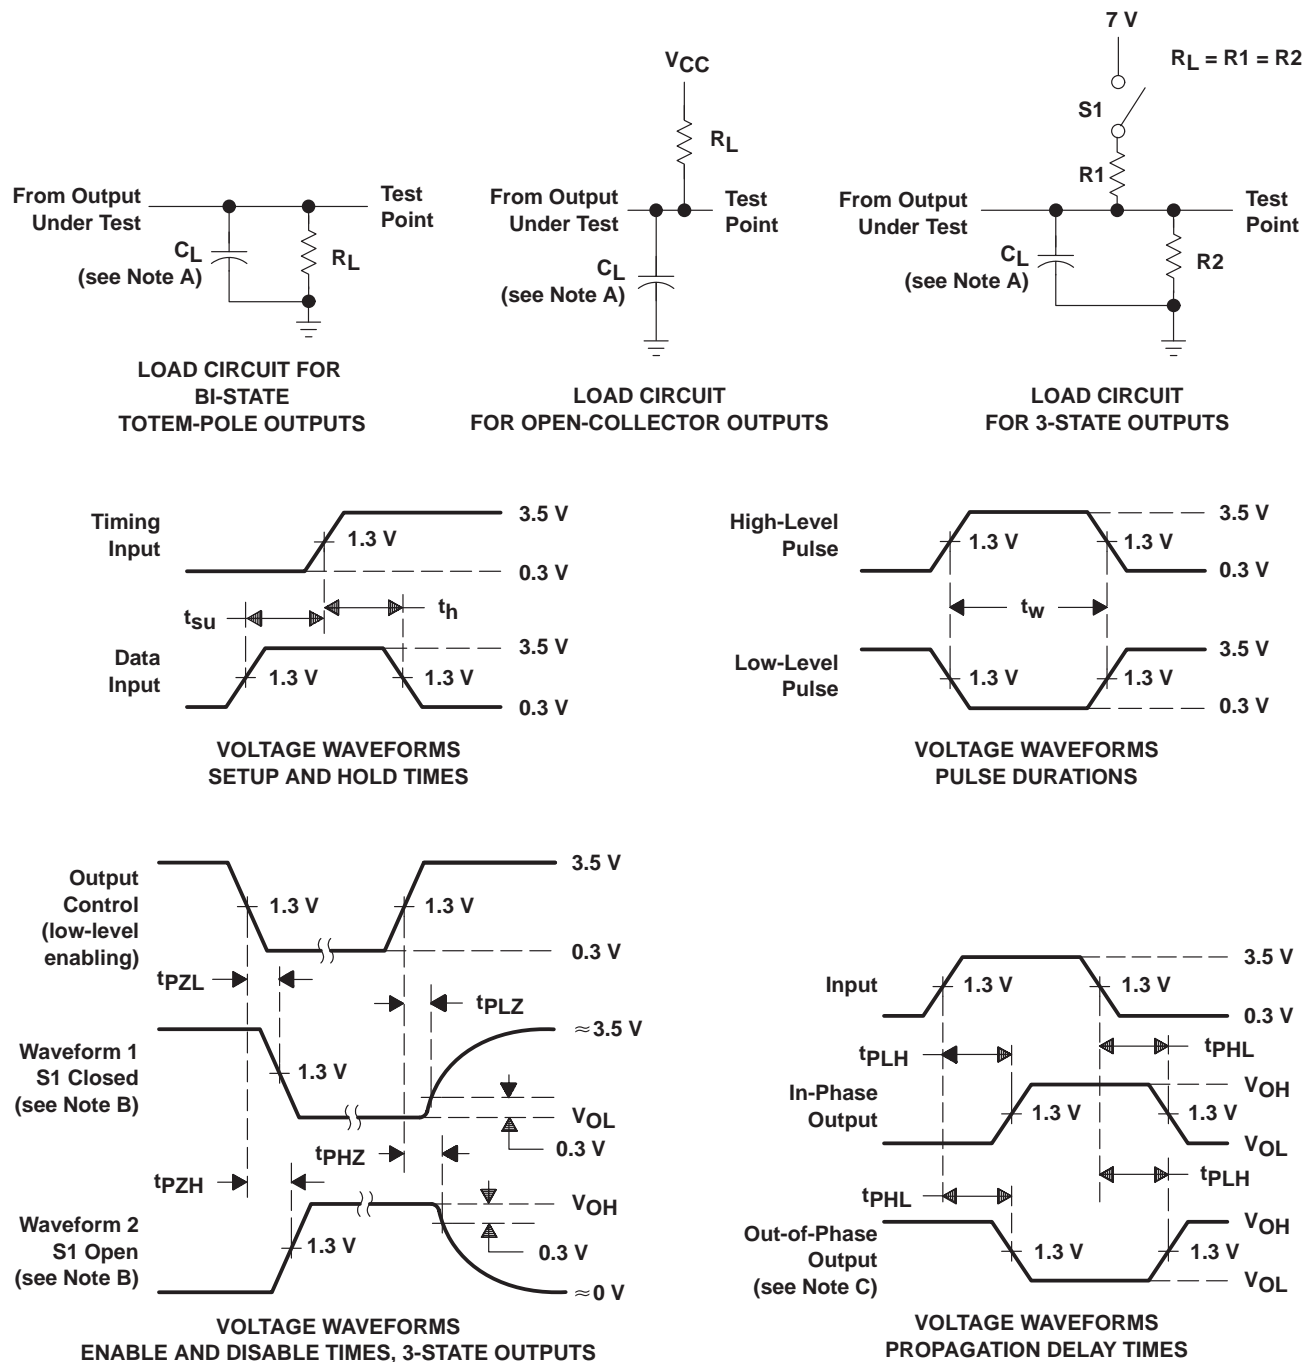 From Output
Under Test
CL
(see Note A)
RL
Test
Point
LOAD CIRCUIT FOR
BI-STATE
TOTEM-POLE OUTPUTS
VCC
RL
From Output
Under Test
Test
Point
CL
(see Note A)
LOAD CIRCUIT
FOR OPEN-COLLECTOR OUTPUTS
7 V
RL = R1 = R2
S1
R1
From Output
Under Test
Test
Point
CL
(see Note A)
R2
LOAD CIRCUIT
FOR 3-STATE OUTPUTS
Timing
Input
1.3 V
3.5 V
0.3 V
tsu
th
Data
Input
1.3 V
1.3 V
3.5 V
0.3 V
VOLTAGE WAVEFORMS
SETUP AND HOLD TIMES
High-Level
Pulse
1.3 V
1.3 V
3.5 V
0.3 V
tw
Low-Level
Pulse
1.3 V
1.3 V
3.5 V
0.3 V
VOLTAGE WAVEFORMS
PULSE DURATIONS
Output
Control
(low-level
enabling)
1.3 V
1.3 V
3.5 V
0.3 V
tPZL
tPLZ
Waveform 1
S1 Closed
(see Note B)
1.3 V
≈3.5 V
VOL
0.3 V
tPHZ
tPZH
Waveform 2
S1 Open
(see Note B)
1.3 V
VOH
0.3 V
≈0 V
VOLTAGE WAVEFORMS
ENABLE AND DISABLE TIMES, 3-STATE OUTPUTS
Input
1.3 V
1.3 V
3.5 V
0.3 V
tPLH
tPHL
In-Phase
Output
1.3 V
1.3 V
VOH
VOL
tPHL
tPLH
Out-of-Phase
Output
(see Note C)
1.3 V
1.3 V
VOH
VOL
VOLTAGE WAVEFORMS
PROPAGATION DELAY TIMES